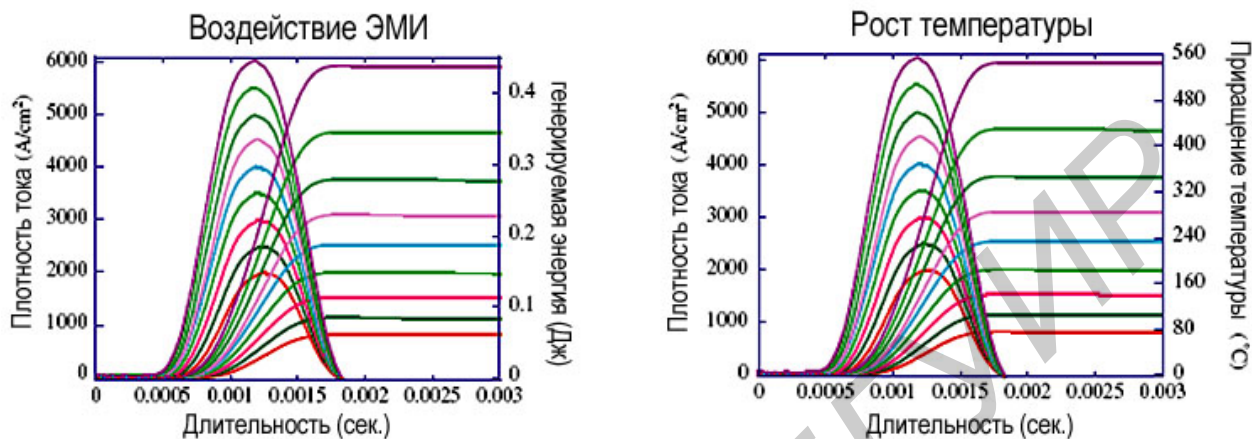 Воздействие ЭМИ
6000
5000
4000
3000
2000
1000
0
Плотность тока (A/cm²)
0.4
0.3
0.2
0.1
0
генерируемая энергия (Дж)
0 0.0005 0.001 0.0015 0.002 0.0025 0.003
Длительность (сек.)
Рост температуры
6000
5000
4000
3000
2000
1000
0
Плотность тока (A/cm²)
560
480
400
320
240
160
80
0
Приращение температуры (°C)
0 0.0005 0.001 0.0015 0.002 0.0025 0.003
Длительность (сек.)
ГУИР